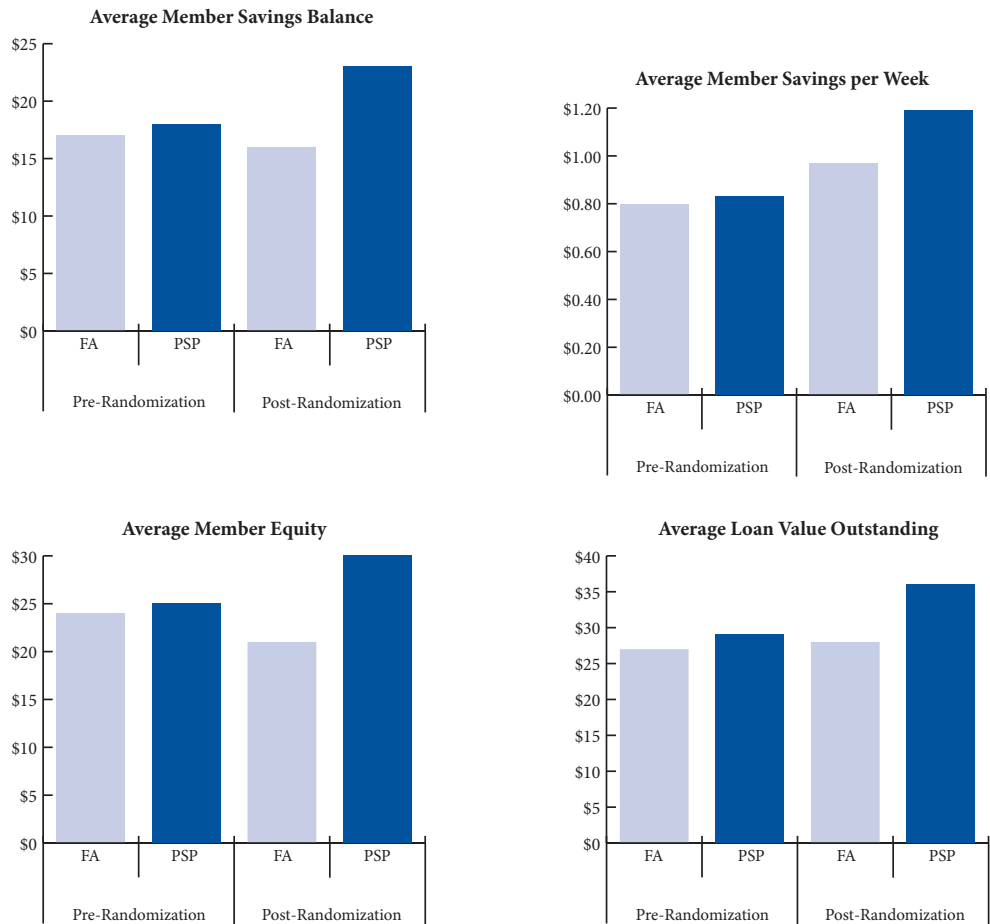 Average Member Savings Balance
$25
$20
$15
$10
$5
$0
FA PSP FA PSP
Pre-Randomization Post-Randomization
Average Member Savings per Week
$1.20
$1.00
$0.80
$0.60
$0.40
$0.20
$0.00
FA PSP FA PSP
Pre-Randomization Post-Randomization
Average Member Equity
$30
$25
$20
$15
$10
$5
$0
FA PSP FA PSP
Pre-Randomization Post-Randomization
Average Loan Value Outstanding
$40
$35
$30
$25
$20
$15
$10
$5
$0
FA PSP FA PSP
Pre-Randomization Post-Randomization